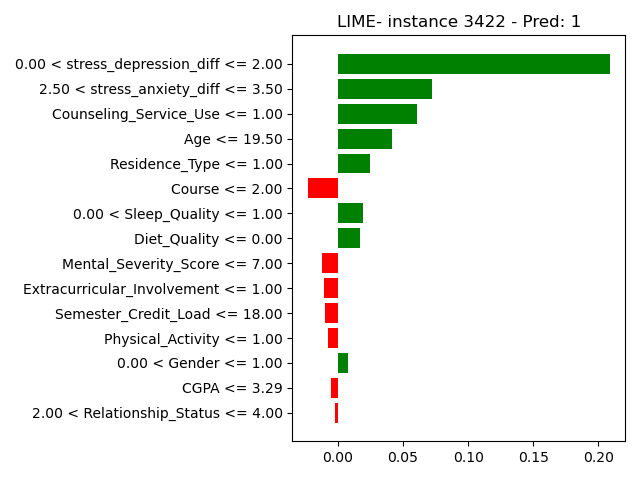 LIME- instance 3422 - Pred: 1
0.00 < stress_depression_diff <= 2.00
2.50 < stress_anxiety_diff <= 3.50
Counseling_Service_Use <= 1.00
Age <= 19.50
Residence_Type <= 1.00
Course <= 2.00
0.00 < Sleep_Quality <= 1.00
Diet_Quality <= 0.00
Mental_Severity_Score <= 7.00
Extracurricular_Involvement <= 1.00
Semester_Credit_Load <= 18.00
Physical_Activity <= 1.00
0.00 < Gender <= 1.00
CGPA <= 3.29
2.00 < Relationship_Status <= 4.00
0.00 0.05 0.10 0.15 0.20